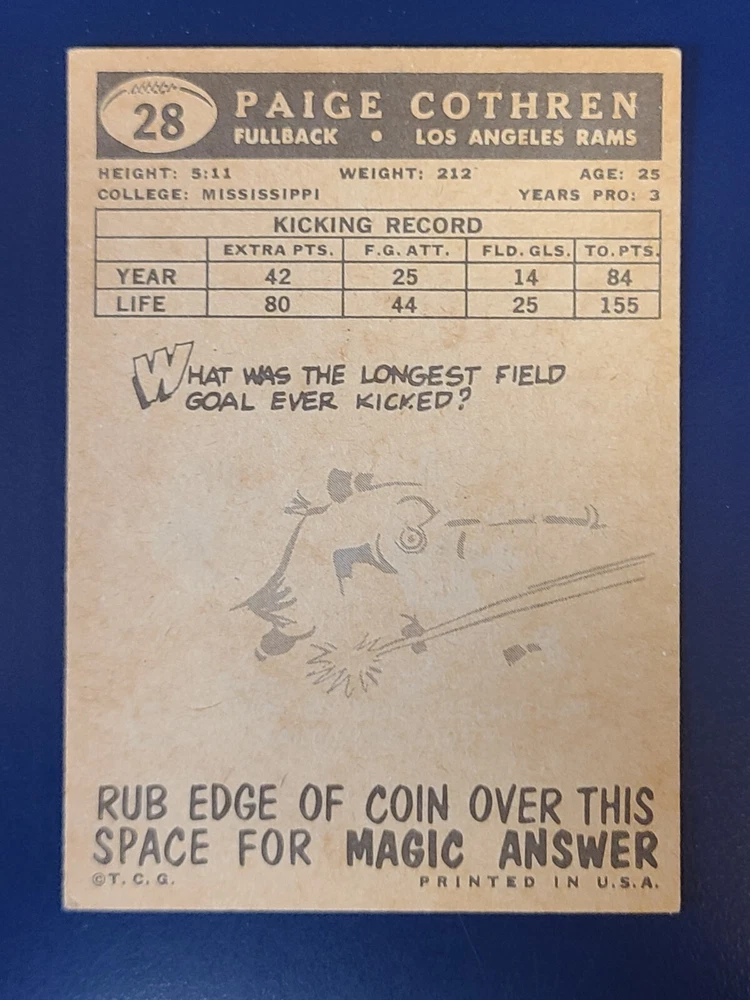 28 PAIGE COTHREN
FULLBACK • LOS ANGELES RAMS
HEIGHT: 5:11 WEIGHT: 212 AGE: 25
COLLEGE: MISSISSIPPI YEARS PRO: 3
KICKING RECORD
EXTRA PTS. F.G. ATT. FLD. GLS. TO. PTS.
YEAR 42 25 14 84
LIFE 80 44 25 155
WHAT WAS THE LONGEST FIELD
GOAL EVER KICKED?
RUB EDGE OF COIN OVER THIS
SPACE FOR MAGIC ANSWER
©T. C. G. PRINTED IN U.S.A.